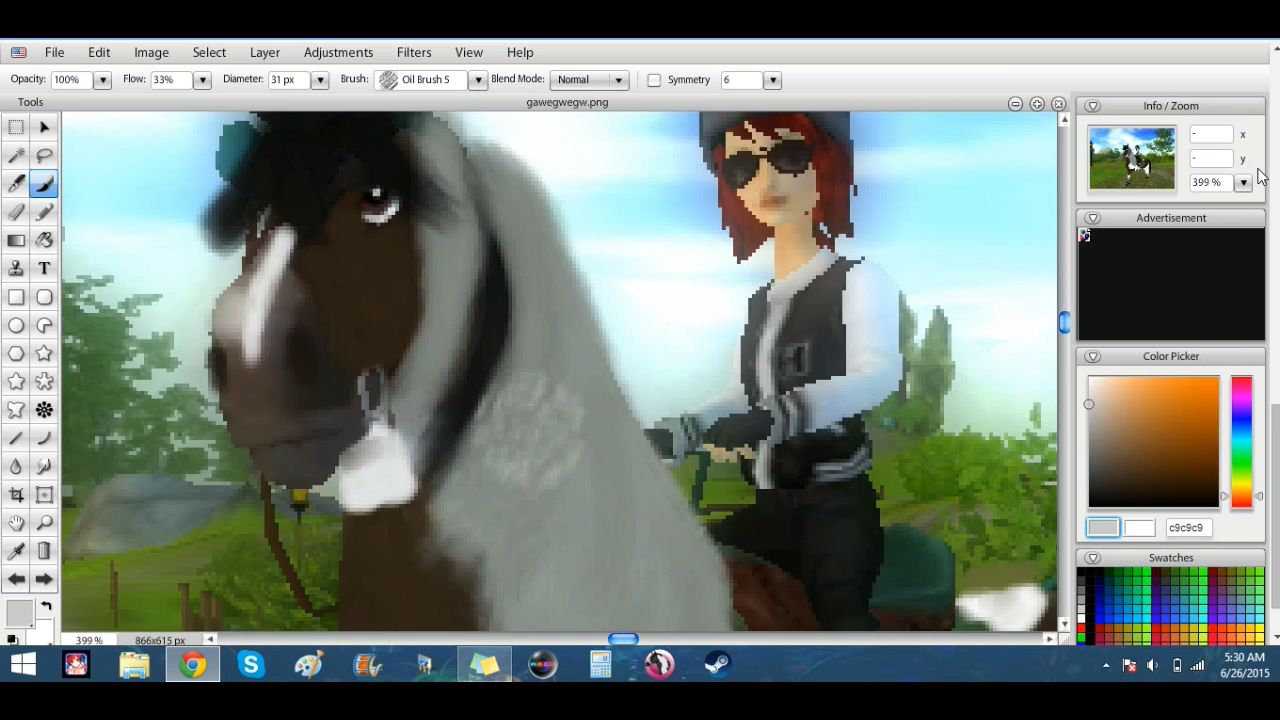 File Edit Image Select Layer Adjustments Filters View Help
Opacity: 100% Flow: 33% Diameter: 31 px Brush: Oil Brush 5 Blend Mode: Normal Symmetry 6
Tools
gawegwegw.png
Info / Zoom
- x
- y
399 %
Advertisement
Color Picker
c9c9c9
Swatches
T
H
399 % 866x615 px
5:30 AM
6/26/2015